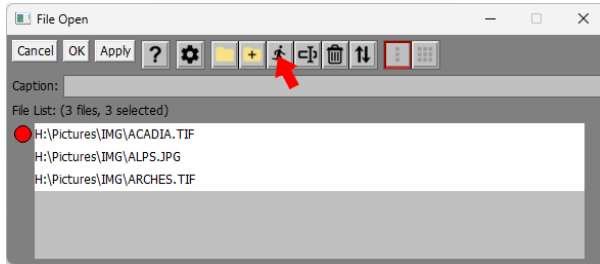 File Open
Cancel OK Apply ?
Caption:
File List: (3 files, 3 selected)
H:\Pictures\IMG\ACADIA.TIF
H:\Pictures\IMG\ALPS.JPG
H:\Pictures\IMG\ARCHES.TIF